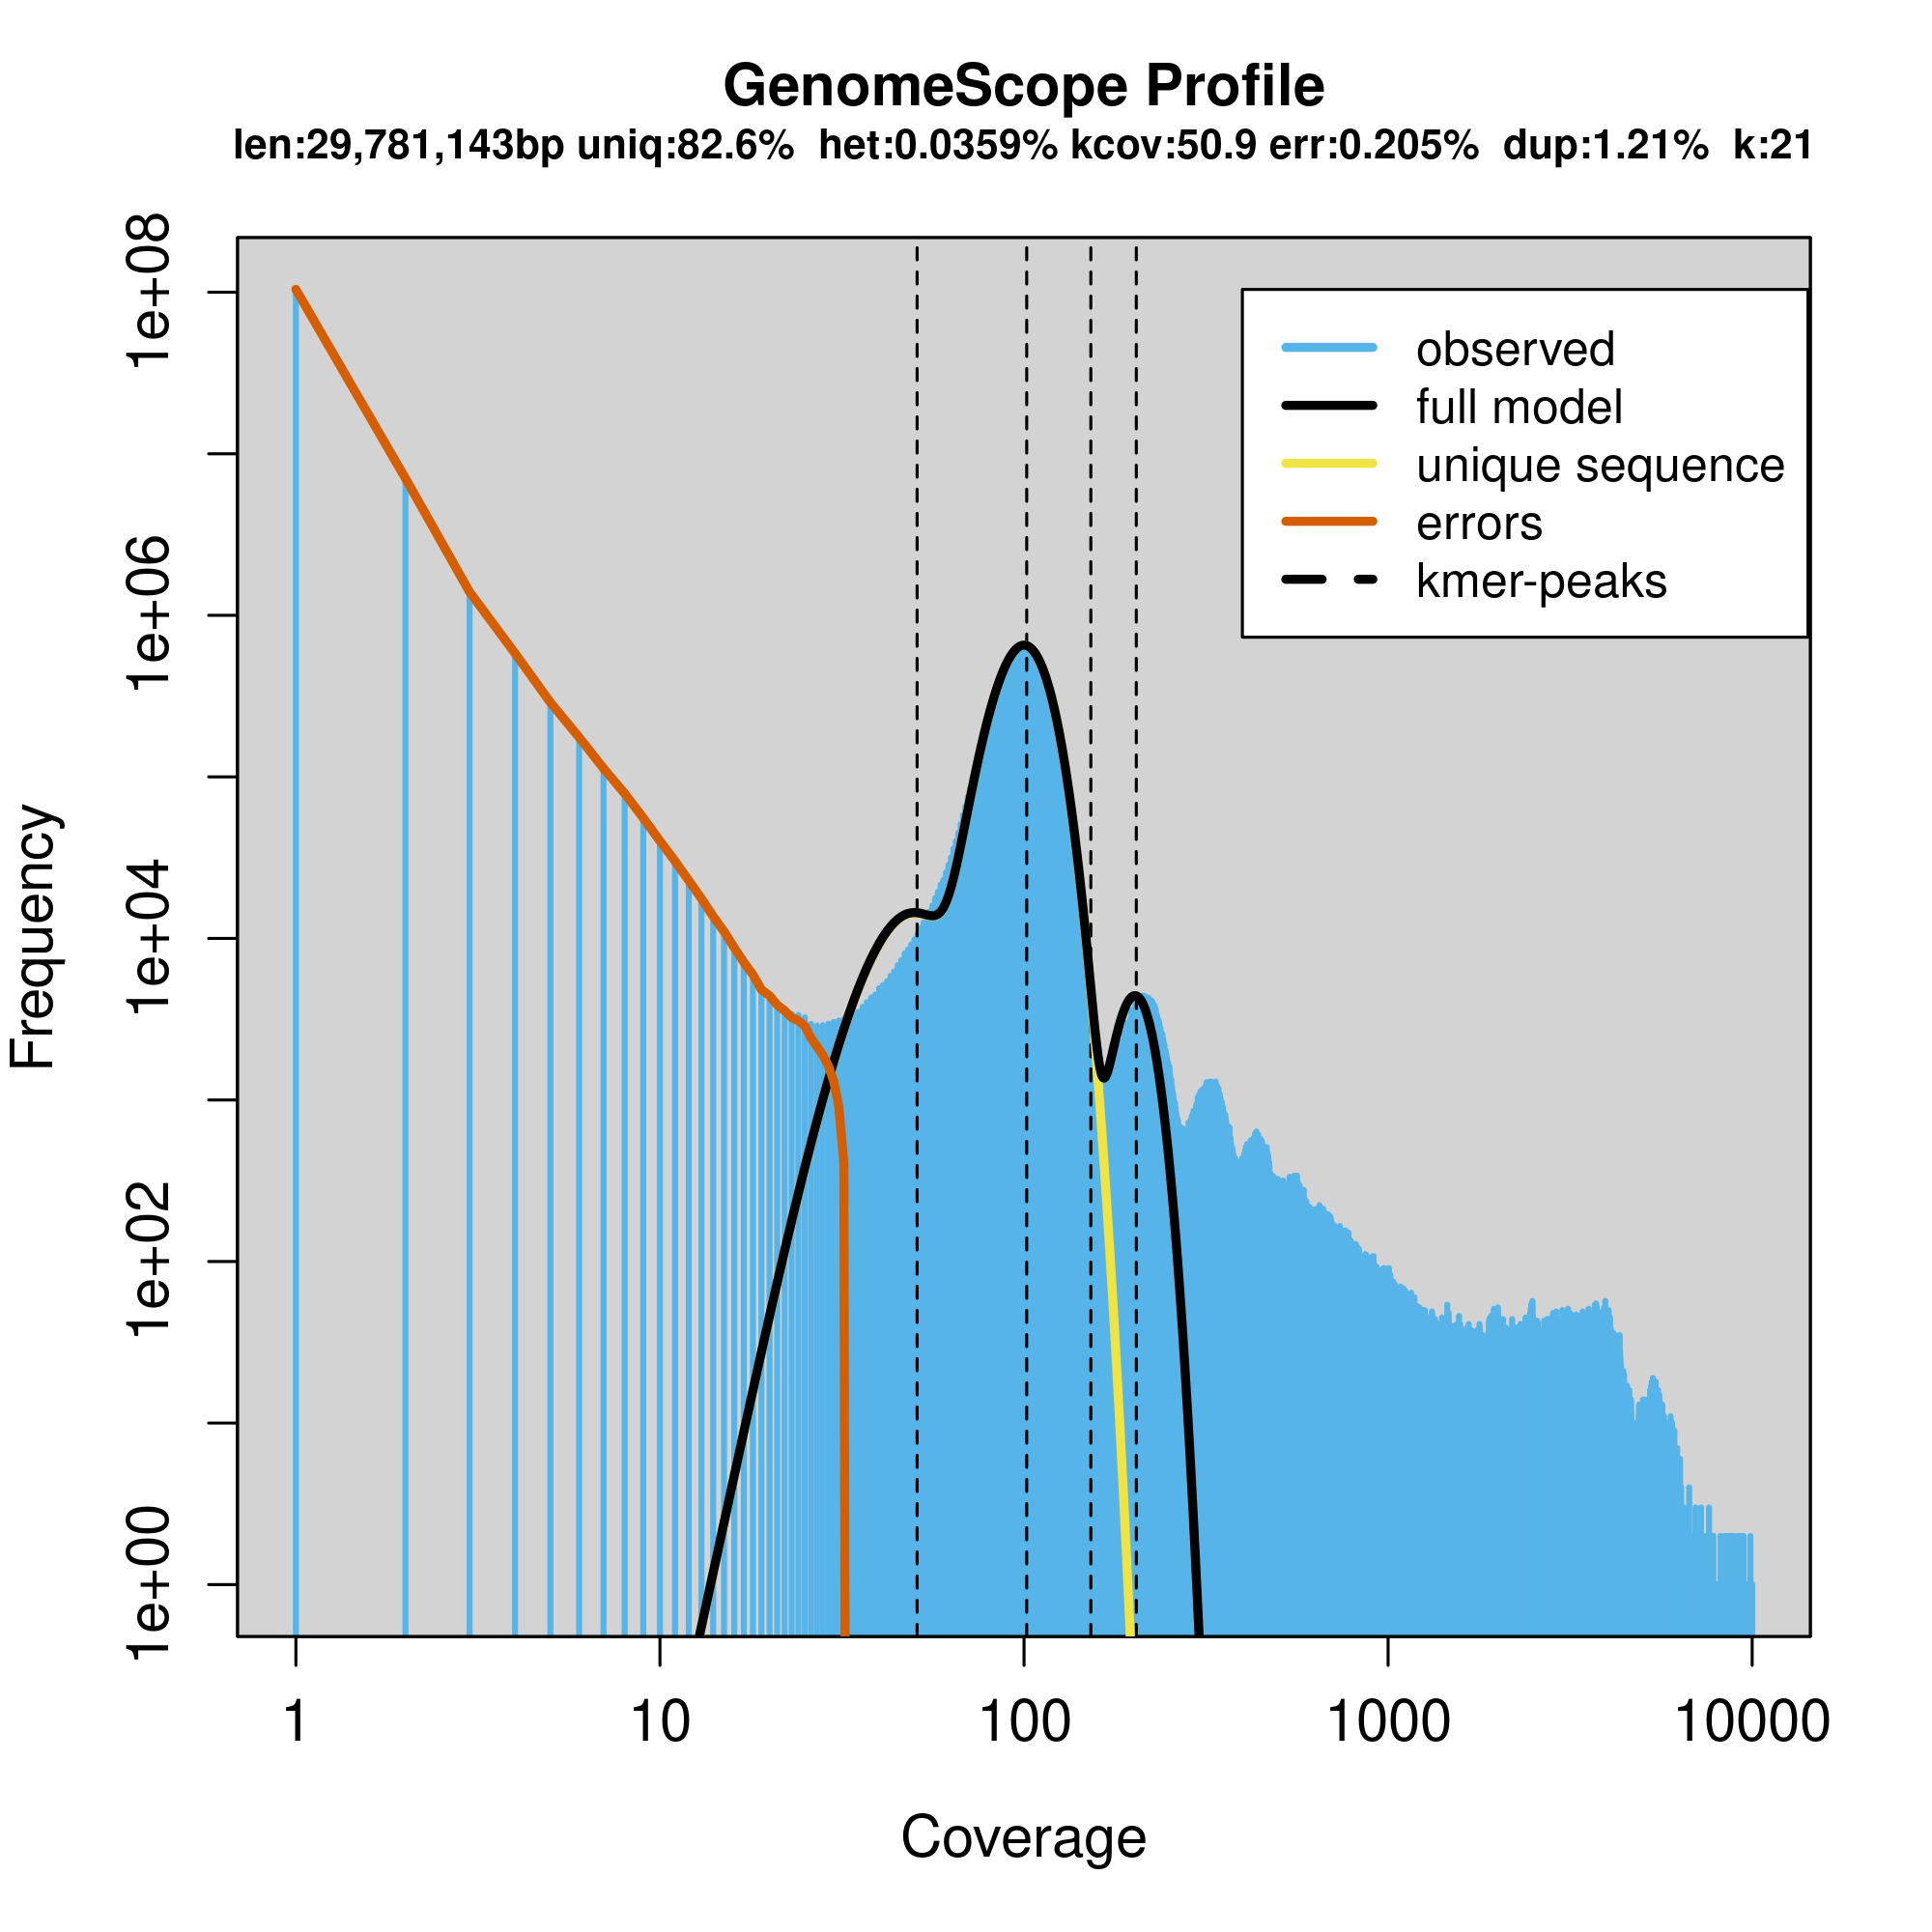 GenomeScope Profile
len:29,781,143bp uniq:82.6% het:0.0359% kcov:50.9 err:0.205% dup:1.21% k:21
observed
full model
unique sequence
errors
kmer-peaks
Frequency
1e+08
1e+06
1e+04
1e+02
1e+00
1 10 100 1000 10000
Coverage